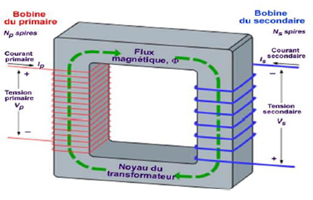 Bobine
du primaire
Np spires
Courant
primaire
Ip
+
Tension
primaire
Vp
−
Flux
magnétique, Φ
Noyau du
transformateur
Bobine
du secondaire
Ns spires
Courant
secondaire
Is
−
Tension
secondaire
Vs
+